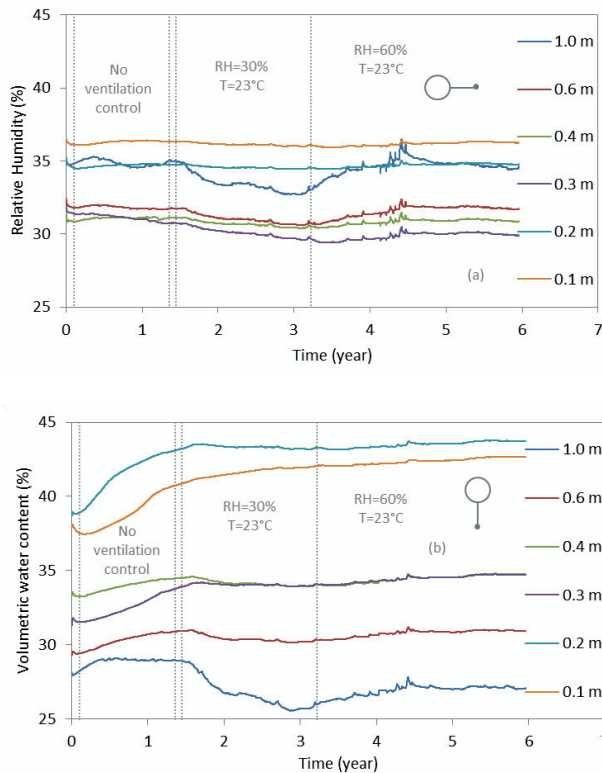 45
40
35
30
25
Relative Humidity (%)
No
ventilation
control
RH=30%
T=23°C
RH=60%
T=23°C
(a)
1.0 m
0.6 m
0.4 m
0.3 m
0.2 m
0.1 m
0 1 2 3 4 5 6 7
Time (year)
45
40
35
30
25
Volumetric water content (%)
No
ventilation
control
RH=30%
T=23°C
RH=60%
T=23°C
(b)
1.0 m
0.6 m
0.4 m
0.3 m
0.2 m
0.1 m
0 1 2 3 4 5 6
Time (year)